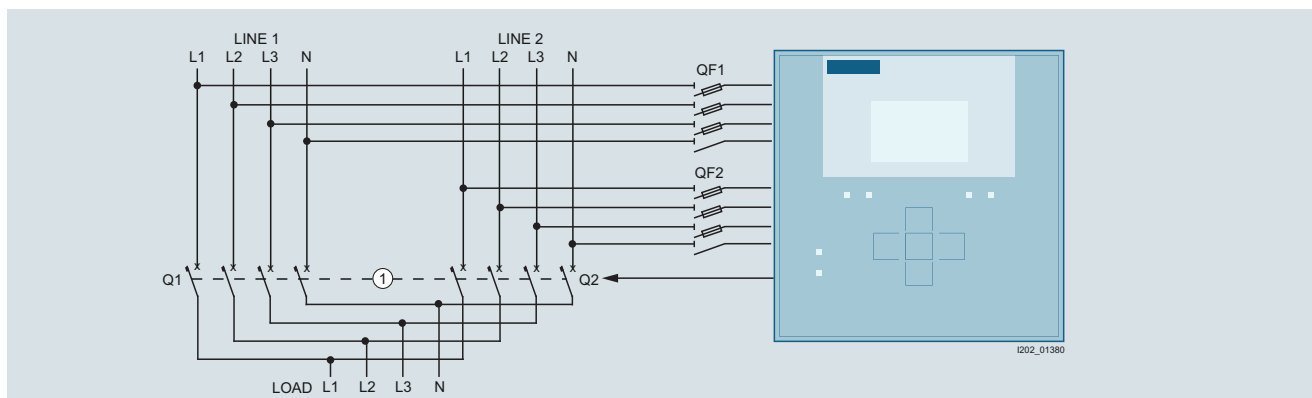 LINE 1 LINE 2
L1 L2 L3 N L1 L2 L3 N
QF1
QF2
Q1 1 Q2
I202_01380
LOAD L1 L2 L3 N